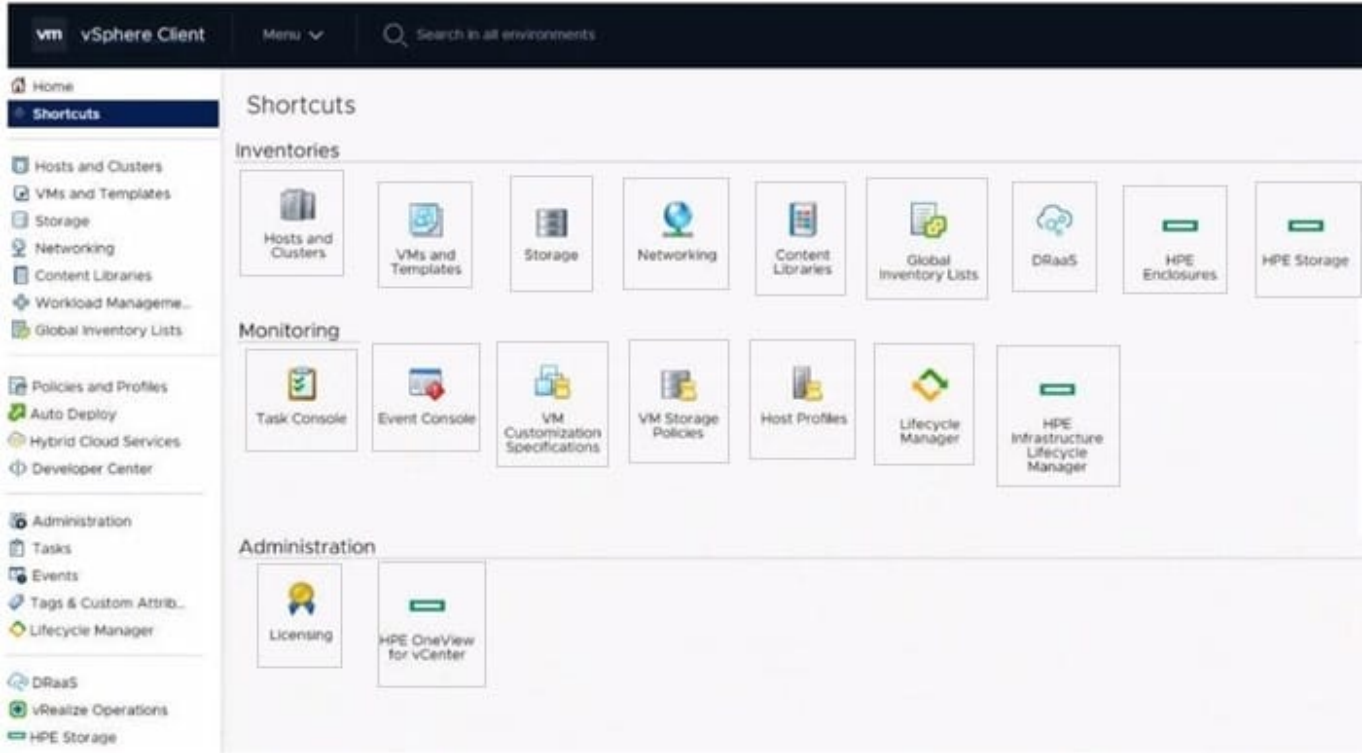 vm vSphere Client Menu Search in all environments
Home
Shortcuts
Hosts and Clusters
VMs and Templates
Storage
Networking
Content Libraries
Workload Manageme...
Global Inventory Lists
Policies and Profiles
Auto Deploy
Hybrid Cloud Services
Developer Center
Administration
Tasks
Events
Tags & Custom Attrib...
Lifecycle Manager
DRaaS
vRealize Operations
HPE Storage
Shortcuts
Inventories
Hosts and
Clusters
VMs and
Templates
Storage
Networking
Content
Libraries
Global
Inventory Lists
DRaaS
HPE
Enclosures
HPE Storage
Monitoring
Task Console
Event Console
VM
Customization
Specifications
VM Storage
Policies
Host Profiles
Lifecycle
Manager
HPE
Infrastructure
Lifecycle
Manager
Administration
Licensing
HPE OneView
for vCenter